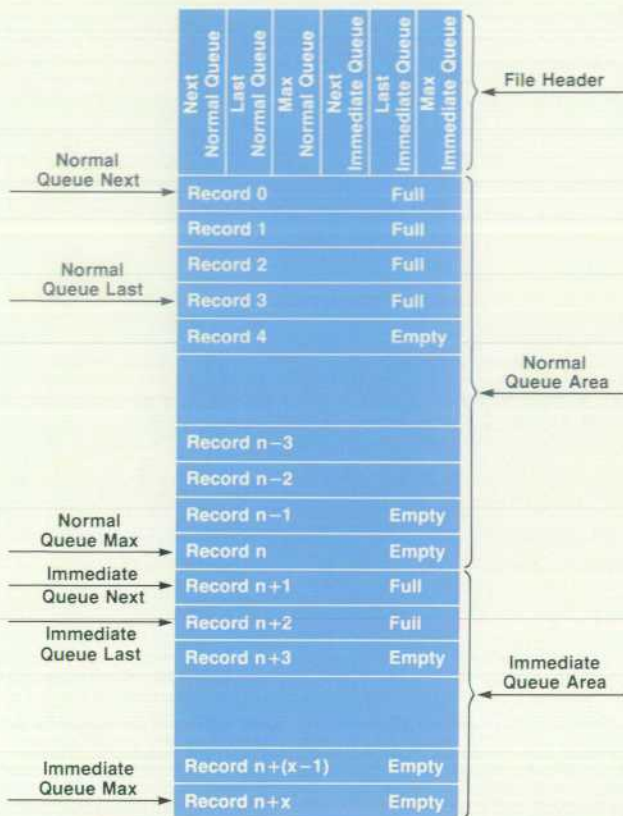 Next
Normal Queue
Last
Normal Queue
Max
Normal Queue
Next
Immediate Queue
Last
Immediate Queue
Max
Immediate Queue
File Header
Normal
Queue Next
Record 0 Full
Record 1 Full
Record 2 Full
Normal
Queue Last
Record 3 Full
Record 4 Empty
Normal
Queue Area
Record n−3
Record n−2
Record n−1 Empty
Normal
Queue Max
Record n Empty
Immediate
Queue Next
Record n+1 Full
Record n+2 Full
Immediate
Queue Last
Record n+3 Empty
Immediate
Queue Area
Record n+(x−1) Empty
Immediate
Queue Max
Record n+x Empty